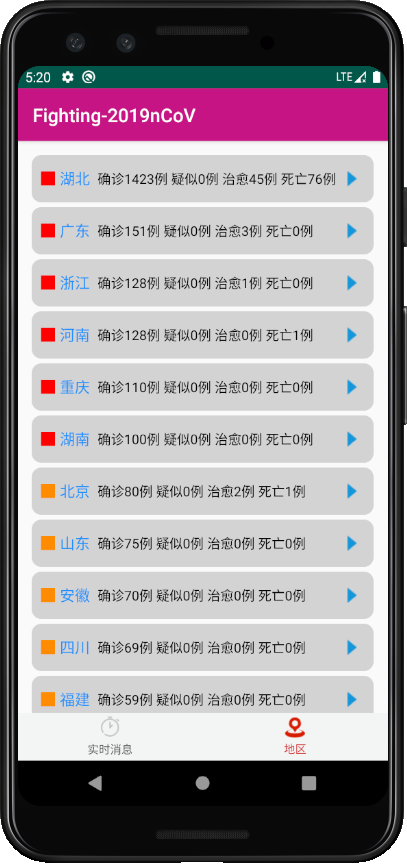 5:20 LTE
Fighting-2019nCoV
湖北 确诊1423例 疑似0例 治愈45例 死亡76例
广东 确诊151例 疑似0例 治愈3例 死亡0例
浙江 确诊128例 疑似0例 治愈1例 死亡0例
河南 确诊128例 疑似0例 治愈0例 死亡1例
重庆 确诊110例 疑似0例 治愈0例 死亡0例
湖南 确诊100例 疑似0例 治愈0例 死亡0例
北京 确诊80例 疑似0例 治愈2例 死亡1例
山东 确诊75例 疑似0例 治愈0例 死亡0例
安徽 确诊70例 疑似0例 治愈0例 死亡0例
四川 确诊69例 疑似0例 治愈0例 死亡0例
福建 确诊59例 疑似0例 治愈0例 死亡0例
实时消息 地区